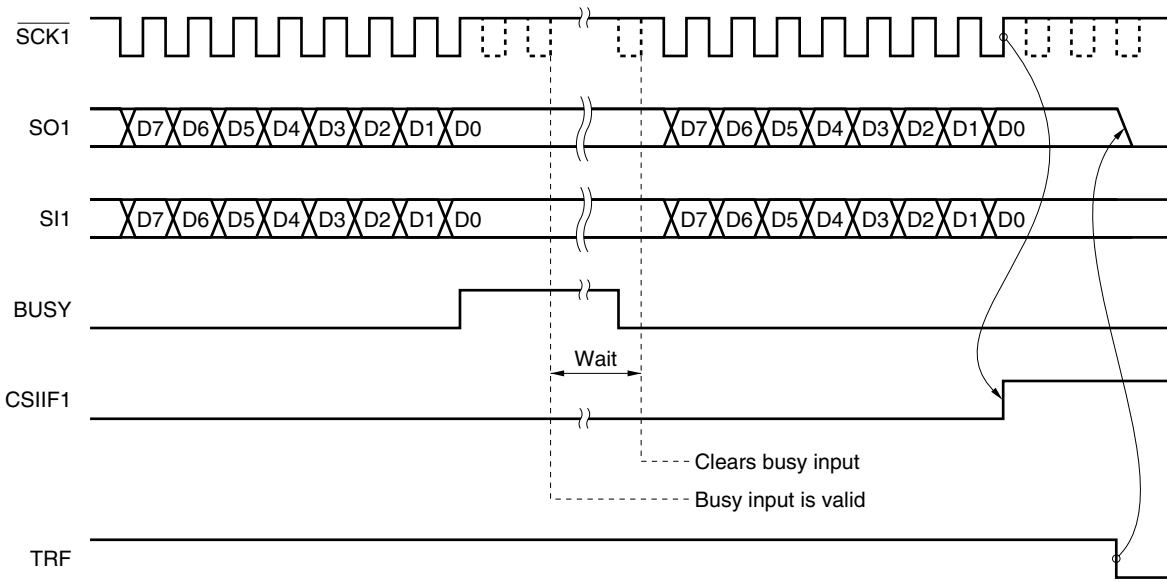 SCK1
SO1 D7 D6 D5 D4 D3 D2 D1 D0 D7 D6 D5 D4 D3 D2 D1 D0
SI1 D7 D6 D5 D4 D3 D2 D1 D0 D7 D6 D5 D4 D3 D2 D1 D0
BUSY
Wait
CSIIF1
Clears busy input
Busy input is valid
TRF